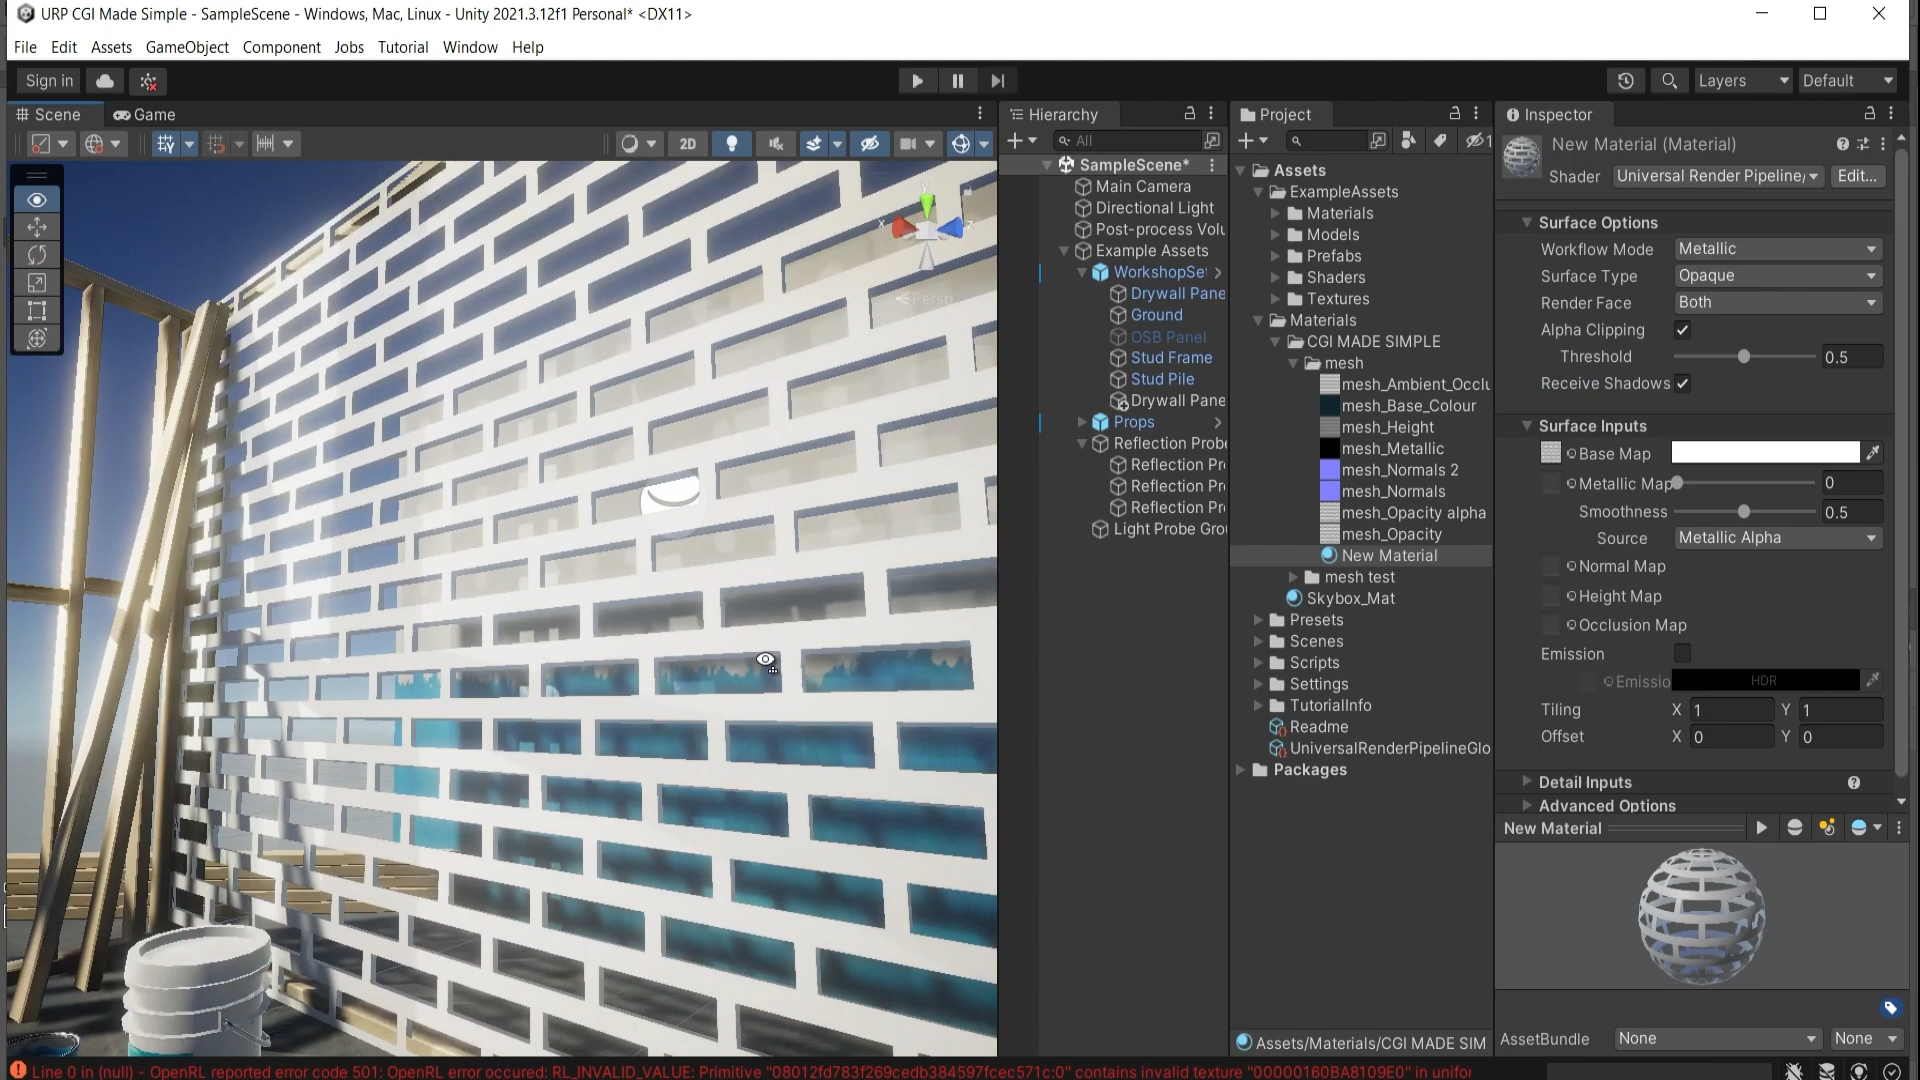 URP CGI Made Simple - SampleScene - Windows, Mac, Linux - Unity 2021.3.12f1 Personal* <DX11>
File Edit Assets GameObject Component Jobs Tutorial Window Help
Sign in
Layers
Default
Scene
Game
2D
y
x
z
Persp
Hierarchy
All
SampleScene*
Main Camera
Directional Light
Post-process Volu
Example Assets
WorkshopSet
Drywall Pane
Ground
OSB Panel
Stud Frame
Stud Pile
Drywall Pane
Props
Reflection Probe
Reflection Pr
Reflection Pr
Reflection Pr
Light Probe Grou
Project
1
Assets
ExampleAssets
Materials
Models
Prefabs
Shaders
Textures
Materials
CGI MADE SIMPLE
mesh
mesh_Ambient_Occlu
mesh_Base_Colour
mesh_Height
mesh_Metallic
mesh_Normals 2
mesh_Normals
mesh_Opacity alpha
mesh_Opacity
New Material
mesh test
Skybox_Mat
Presets
Scenes
Scripts
Settings
TutorialInfo
Readme
UniversalRenderPipelineGlo
Packages
Assets/Materials/CGI MADE SIM
Inspector
New Material (Material)
Shader Universal Render Pipeline/ Edit...
Surface Options
Workflow Mode Metallic
Surface Type Opaque
Render Face Both
Alpha Clipping
Threshold 0.5
Receive Shadows
Surface Inputs
Base Map
Metallic Map 0
Smoothness 0.5
Source Metallic Alpha
Normal Map
Height Map
Occlusion Map
Emission
Emissio HDR
Tiling X 1 Y 1
Offset X 0 Y 0
Detail Inputs
Advanced Options
New Material
AssetBundle None None
Line 0 in (null) - OpenRL reported error code 501: OpenRL error occured: RL_INVALID_VALUE: Primitive "08012fd783f269cedb384597fcec571c:0" contains invalid texture "00000160BA8109E0" in unifor